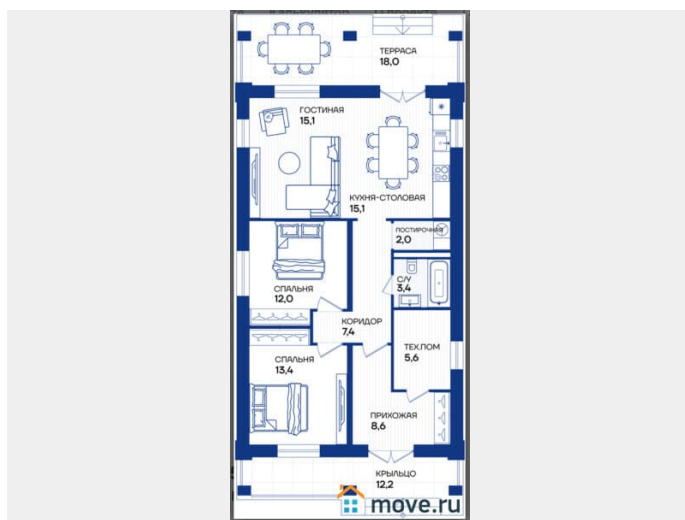 ТЕРРАСА
18,0
ГОСТИНАЯ
15,1
КУХНЯ-СТОЛОВАЯ
15,1
ПОСТИРОЧНАЯ
2,0
С/У
3,4
СПАЛЬНЯ
12,0
КОРИДОР
7,4
ТЕХ.ПОМ
5,6
СПАЛЬНЯ
13,4
ПРИХОЖАЯ
8,6
КРЫЛЬЦО
12,2
move.ru